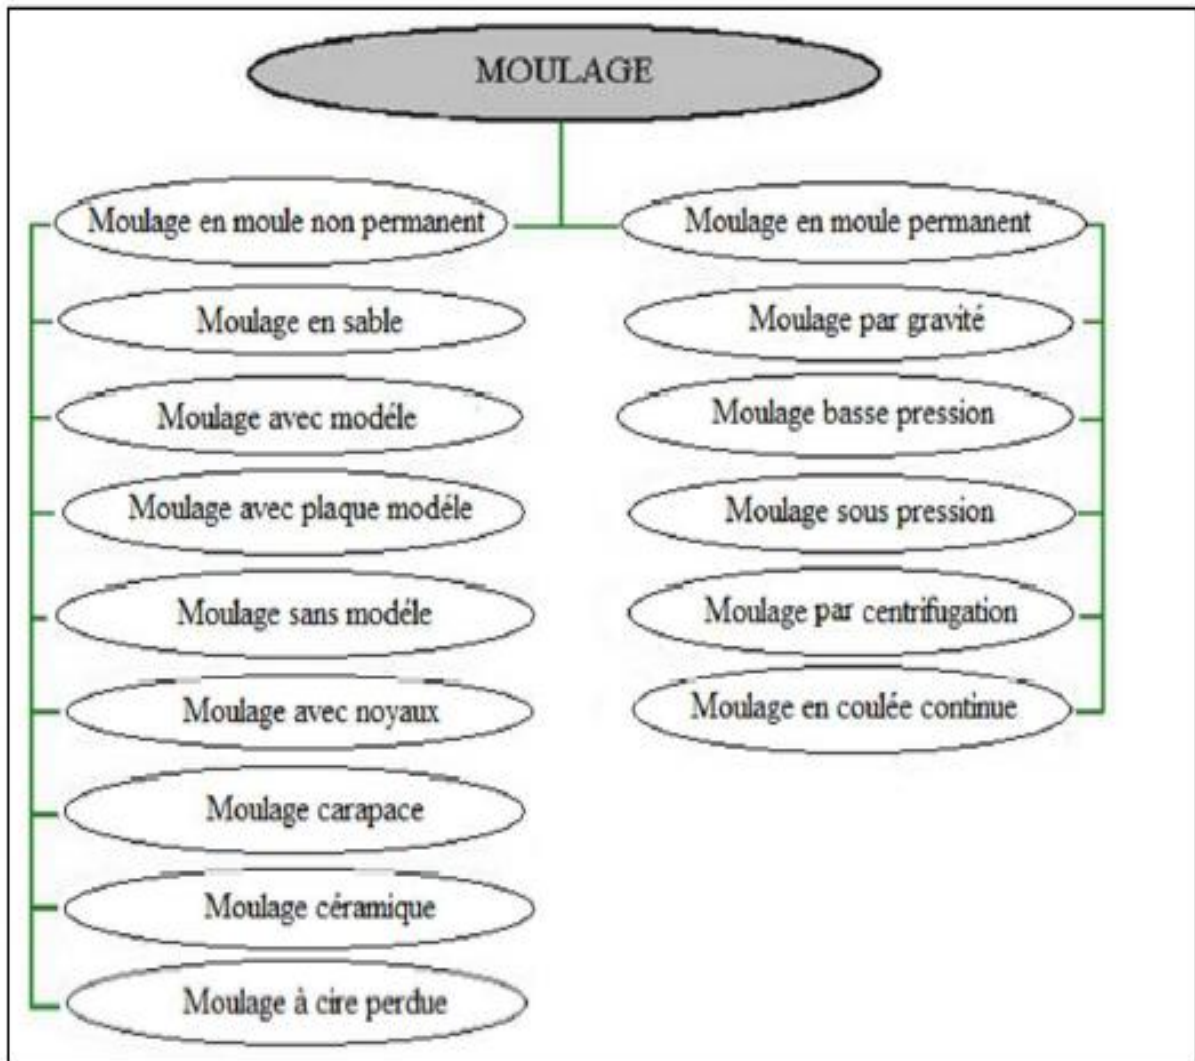 MOULAGE
Moulage en moule non permanent
Moulage en sable
Moulage avec modéle
Moulage avec plaque modéle
Moulage sans modéle
Moulage avec noyaux
Moulage carapace
Moulage céramique
Moulage à cire perdue
Moulage en moule permanent
Moulage par gravité
Moulage basse pression
Moulage sous pression
Moulage par centrifugation
Moulage en coulée continue